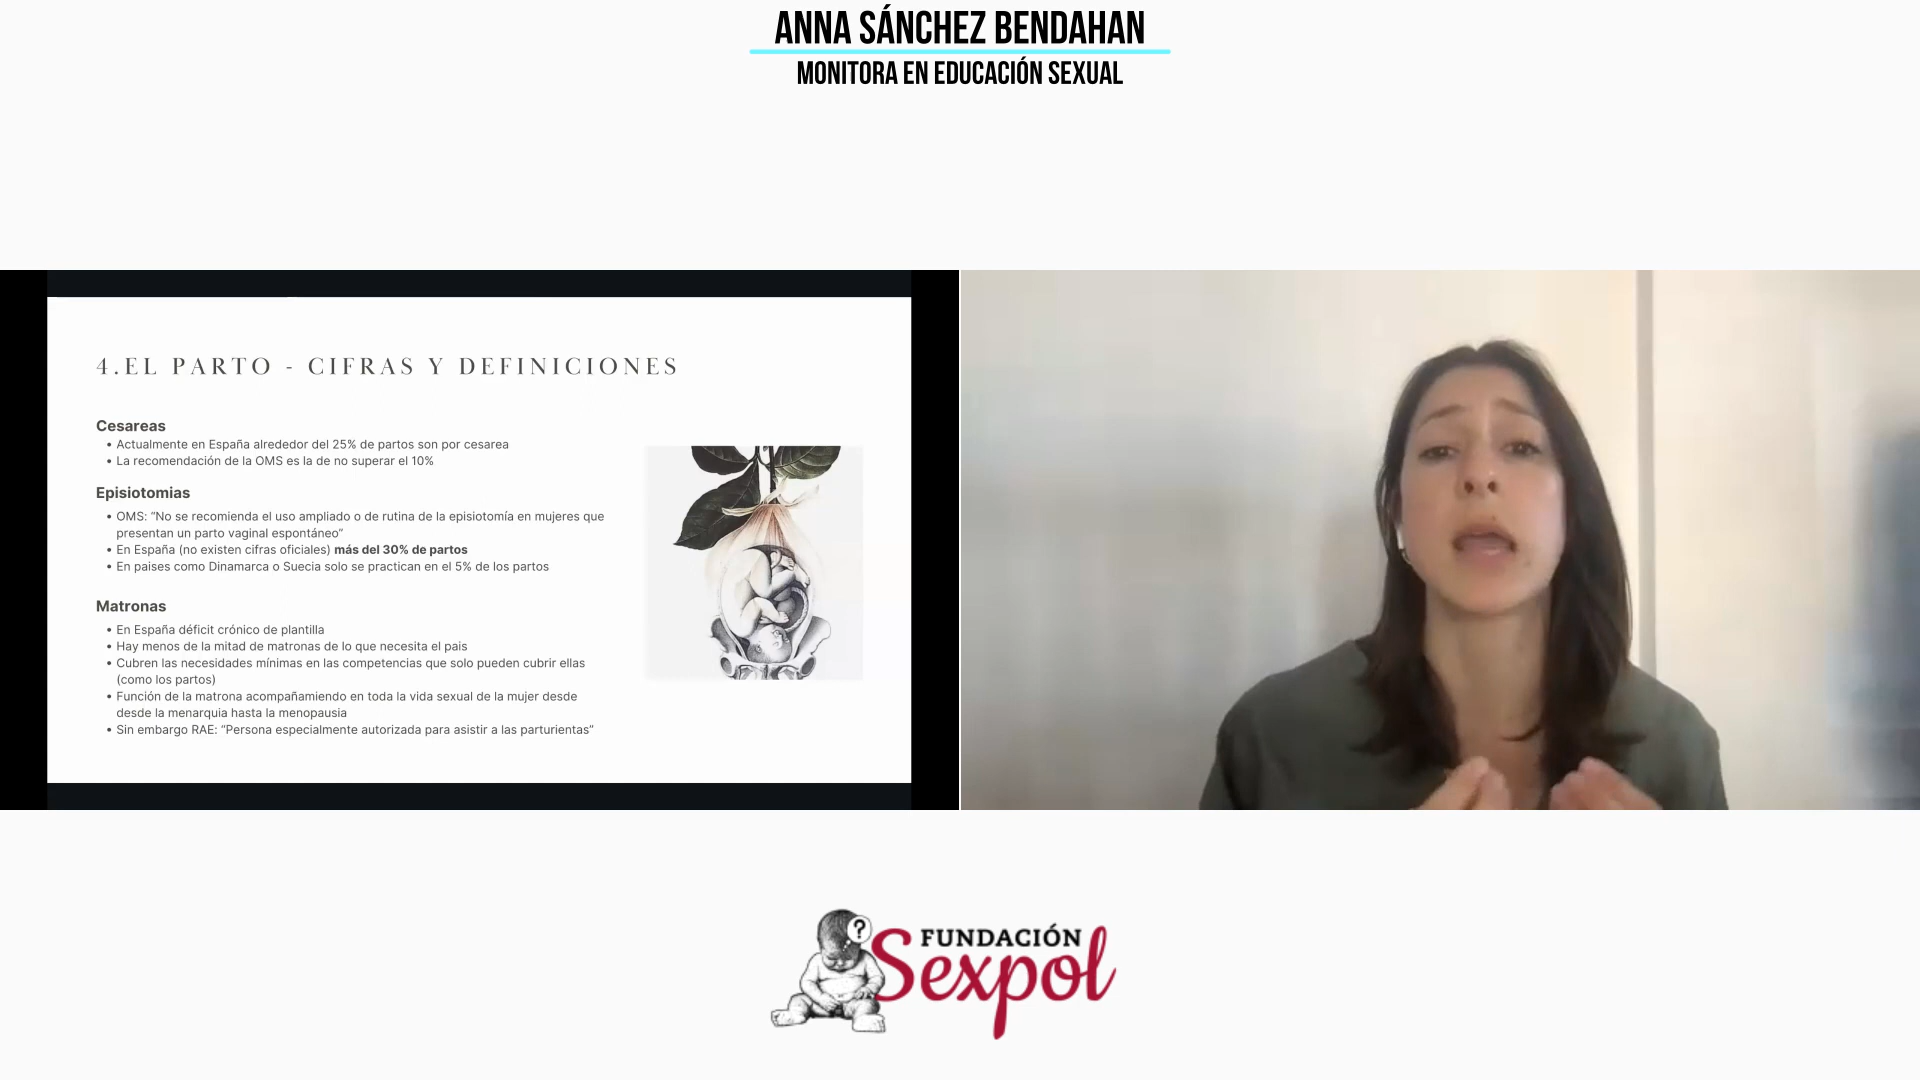 ANNA SÁNCHEZ BENDAHAN
MONITORA EN EDUCACIÓN SEXUAL
4.EL PARTO - CIFRAS Y DEFINICIONES
Cesareas
• Actualmente en España alrededor del 25% de partos son por cesarea
• La recomendación de la OMS es la de no superar el 10%
Episiotomias
• OMS: “No se recomienda el uso ampliado o de rutina de la episiotomía en mujeres que
presentan un parto vaginal espontáneo”
• En España (no existen cifras oficiales) más del 30% de partos
• En paises como Dinamarca o Suecia solo se practican en el 5% de los partos
Matronas
• En España déficit crónico de plantilla
• Hay menos de la mitad de matronas de lo que necesita el pais
• Cubren las necesidades mínimas en las competencias que solo pueden cubrir ellas
(como los partos)
• Función de la matrona acompañamiendo en toda la vida sexual de la mujer desde
desde la menarquia hasta la menopausia
• Sin embargo RAE: “Persona especialmente autorizada para asistir a las parturientas”
?
FUNDACIÓN
Sexpol